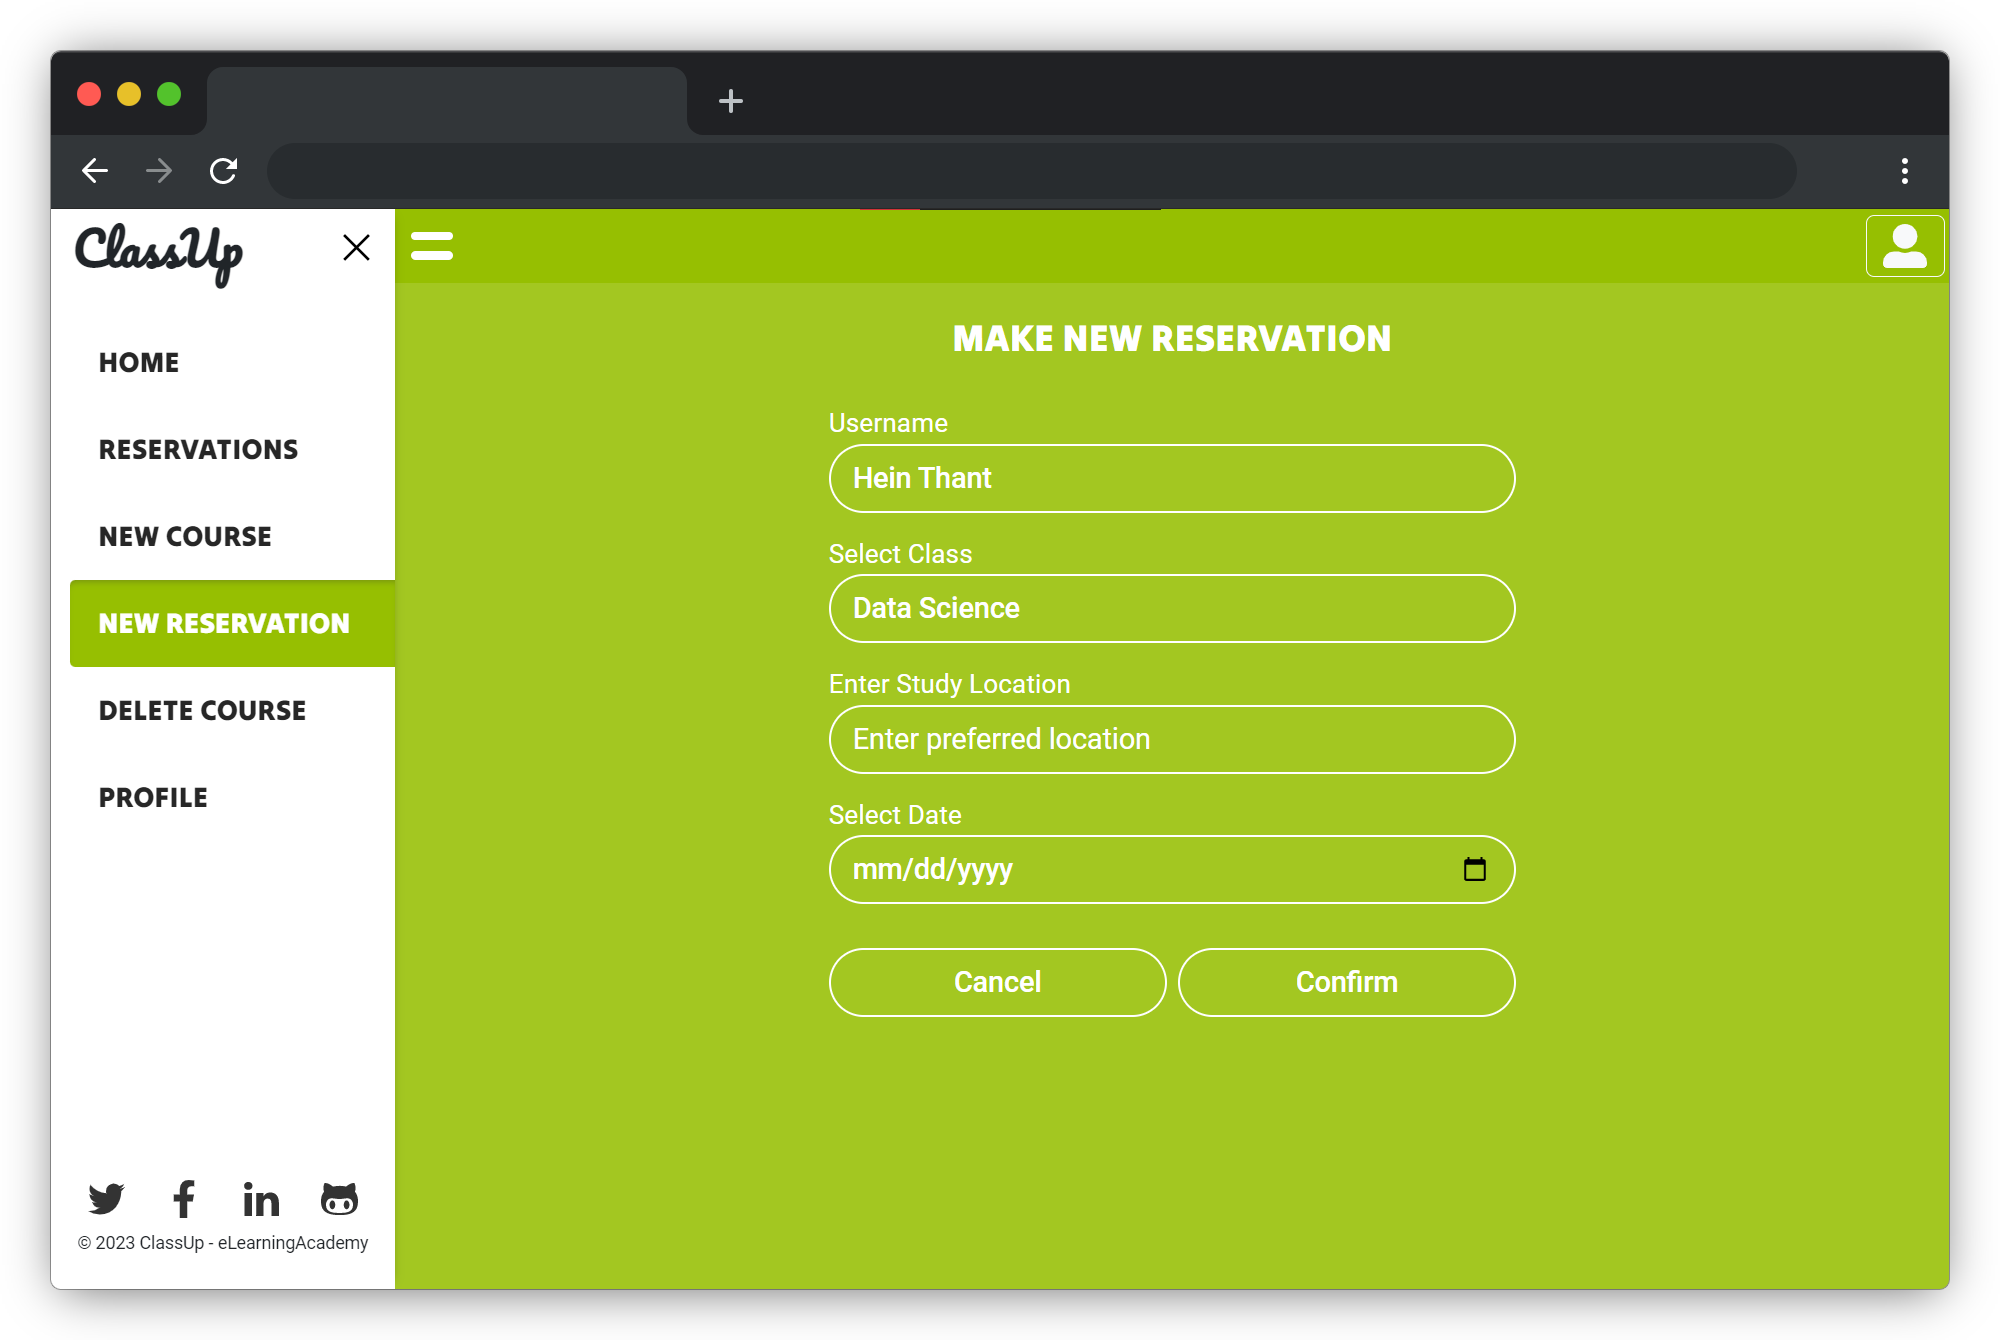 ClassUp
HOME
RESERVATIONS
NEW COURSE
NEW RESERVATION
DELETE COURSE
PROFILE
© 2023 ClassUp - eLearningAcademy
MAKE NEW RESERVATION
Username
Hein Thant
Select Class
Data Science
Enter Study Location
Enter preferred location
Select Date
mm/dd/yyyy
Cancel
Confirm